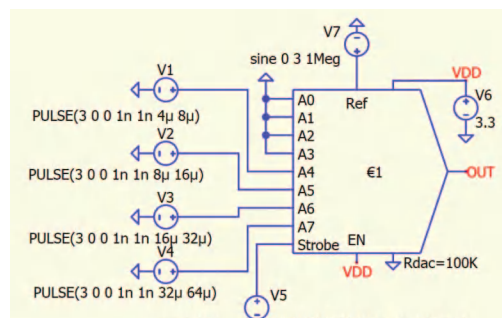 V7
sine 0 3 1Meg
VDD
V1
V6
3.3
PULSE(3 0 0 1n 1n 4µ 8µ)
A0
Ref
A1
A2
A3
V2
A4
€1
OUT
PULSE(3 0 0 1n 1n 8µ 16µ)
A5
V3
A6
A7
PULSE(3 0 0 1n 1n 16µ 32µ)
V4
Strobe
EN
VDD
Rdac=100K
PULSE(3 0 0 1n 1n 32µ 64µ)
V5